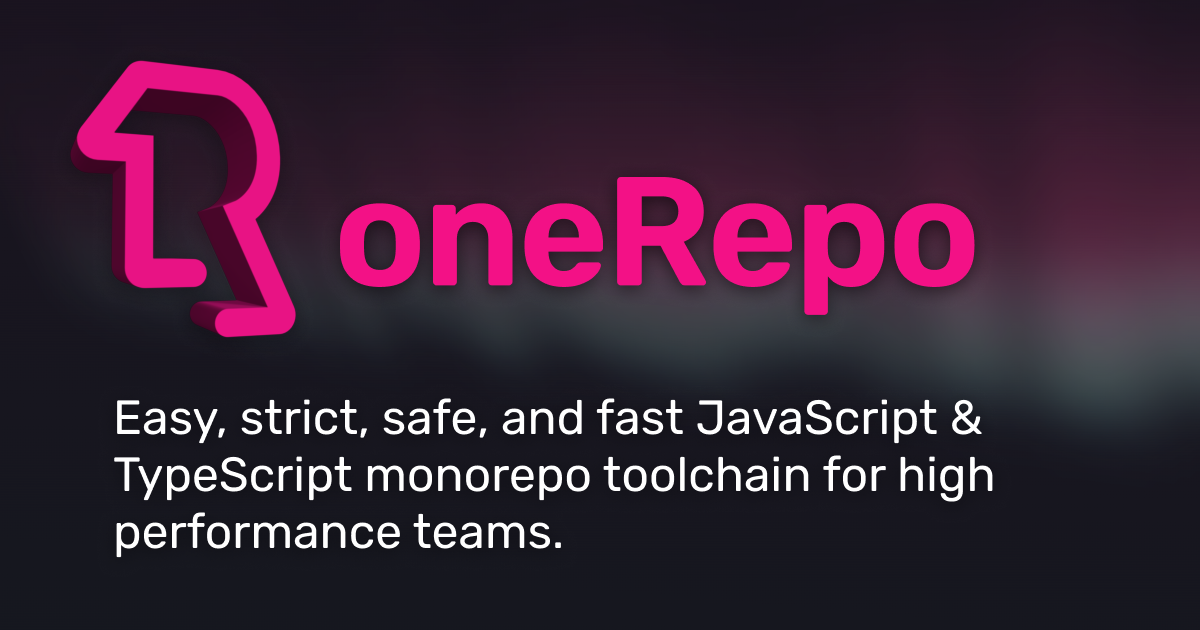 oneRepo
Easy, strict, safe, and fast JavaScript &
TypeScript monorepo toolchain for high
performance teams.